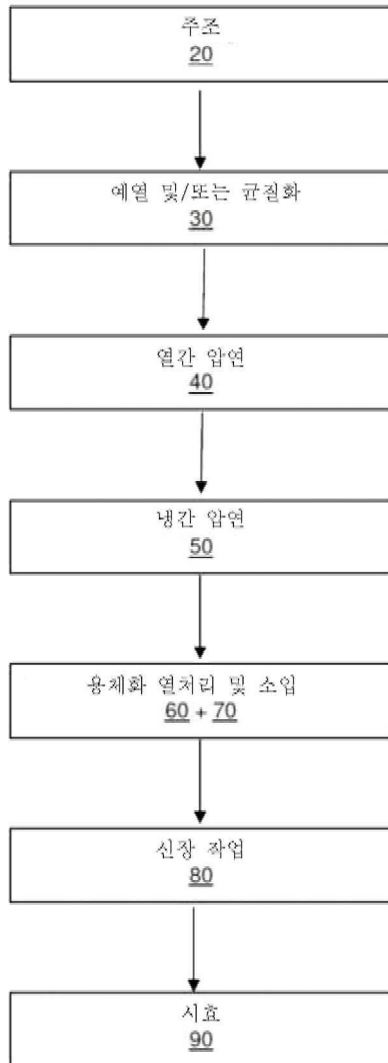 주조
20
예열 및/또는 균질화
30
열간 압연
40
냉간 압연
50
용체화 열처리 및 소입
60 + 70
신장 작업
80
시효
90